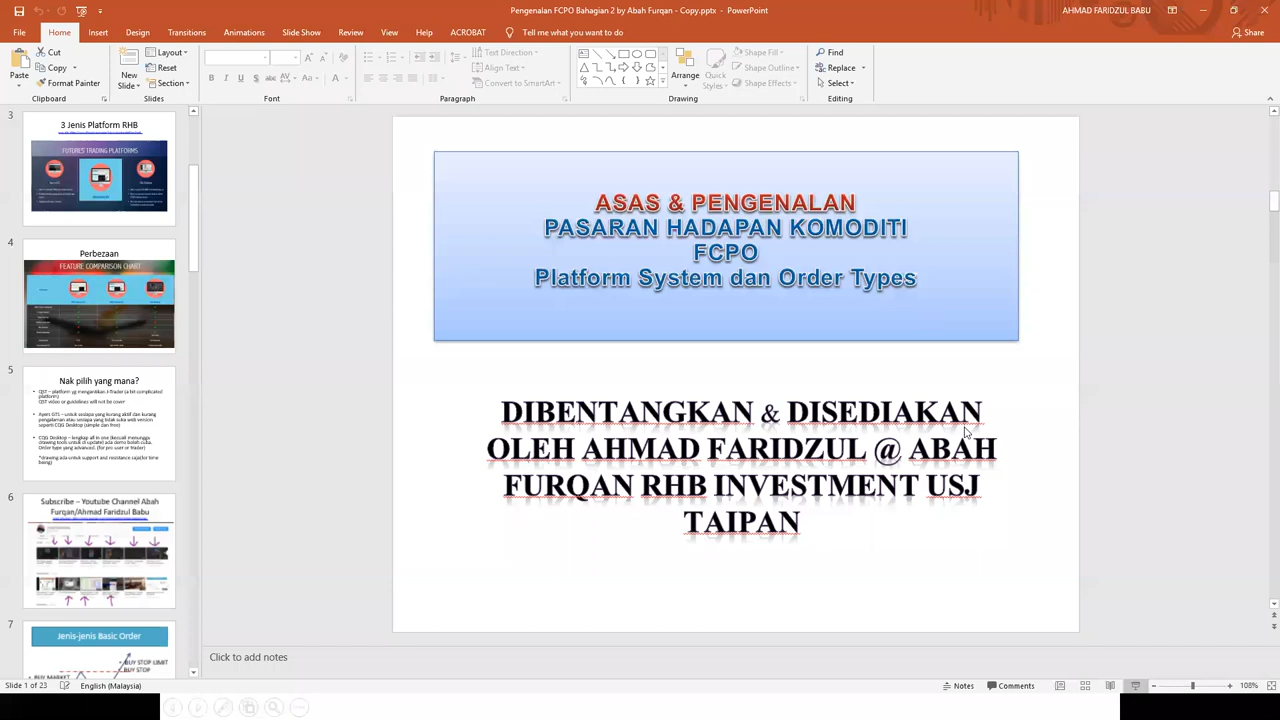 Pengenalan FCPO Bahagian 2 by Abah Furqan - Copy.pptx - PowerPoint
AHMAD FARIDZUL BABU
File Home Insert Design Transitions Animations Slide Show Review View Help ACROBAT Tell me what you want to do
Share
Paste
Cut
Copy
Format Painter
Clipboard
New
Slide
Layout
Reset
Section
Slides
Font
Text Direction
Align Text
Convert to SmartArt
Paragraph
Arrange
Quick
Styles
Shape Fill
Shape Outline
Shape Effects
Drawing
Find
Replace
Select
Editing
3
3 Jenis Platform RHB
FUTURES TRADING PLATFORMS
4
Perbezaan
FEATURE COMPARISON CHART
5
Nak pilih yang mana?
6
Subscribe – Youtube Channel Abah
Furqan/Ahmad Faridzul Babu
7
Jenis-jenis Basic Order
BUY STOP LIMIT
BUY STOP
BUY MARKET
ASAS & PENGENALAN
PASARAN HADAPAN KOMODITI
FCPO
Platform System dan Order Types
DIBENTANGKAN & DISEDIAKAN
OLEH AHMAD FARIDZUL @ ABAH
FURQAN RHB INVESTMENT USJ
TAIPAN
Click to add notes
Slide 1 of 23
English (Malaysia)
Notes
Comments
108%